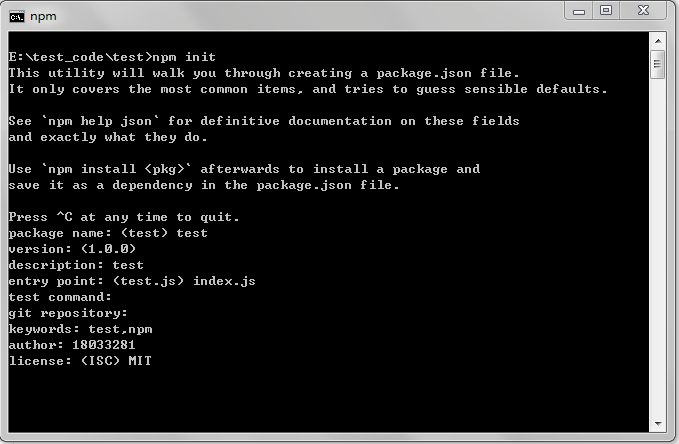 npm
E:\test_code\test>npm init
This utility will walk you through creating a package.json file.
It only covers the most common items, and tries to guess sensible defaults.
See `npm help json` for definitive documentation on these fields
and exactly what they do.
Use `npm install <pkg>` afterwards to install a package and
save it as a dependency in the package.json file.
Press ^C at any time to quit.
package name: (test) test
version: (1.0.0)
description: test
entry point: (test.js) index.js
test command:
git repository:
keywords: test,npm
author: 18033281
license: (ISC) MIT